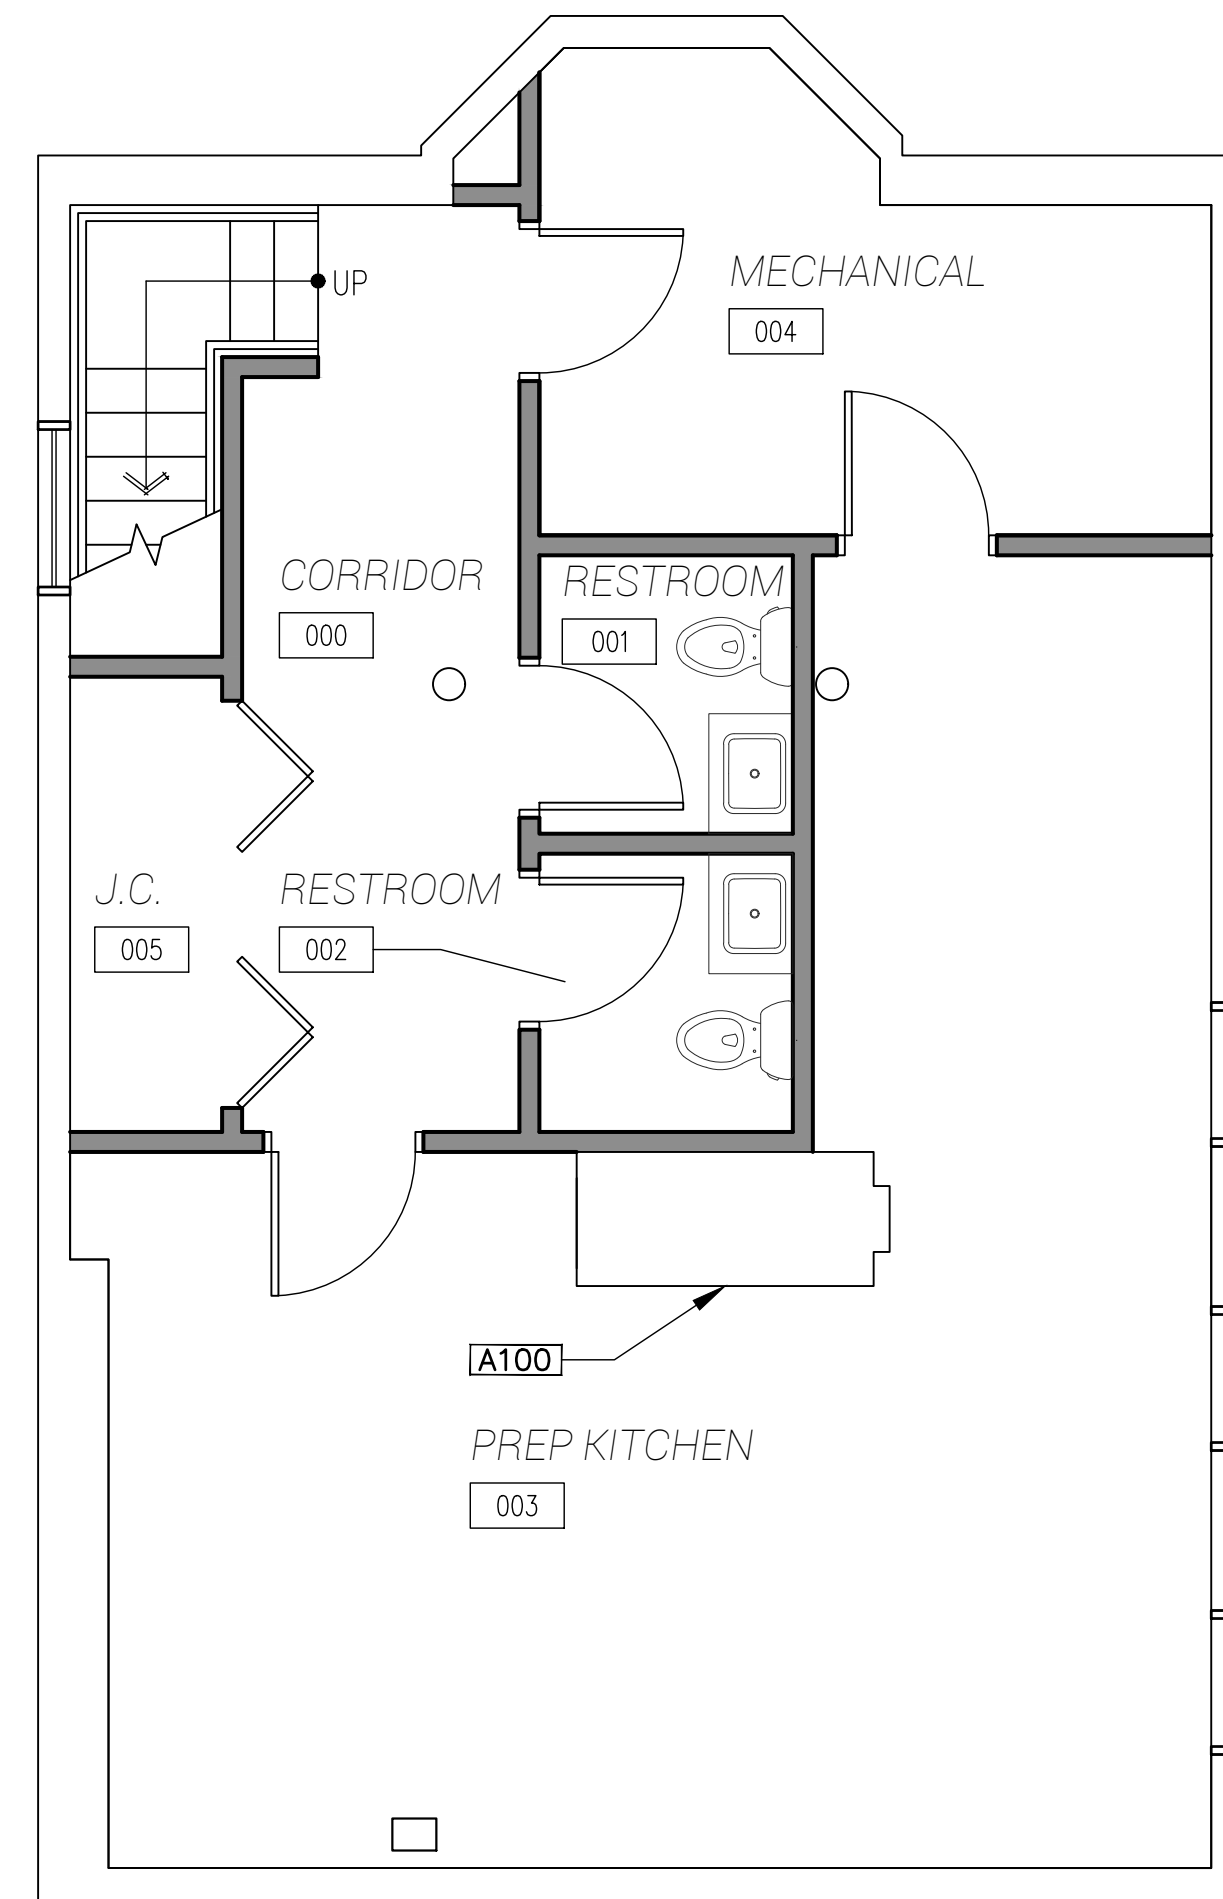 MECHANICAL
004
UP
CORRIDOR
000
RESTROOM
001
J.C.
005
RESTROOM
002
A100
PREP KITCHEN
003